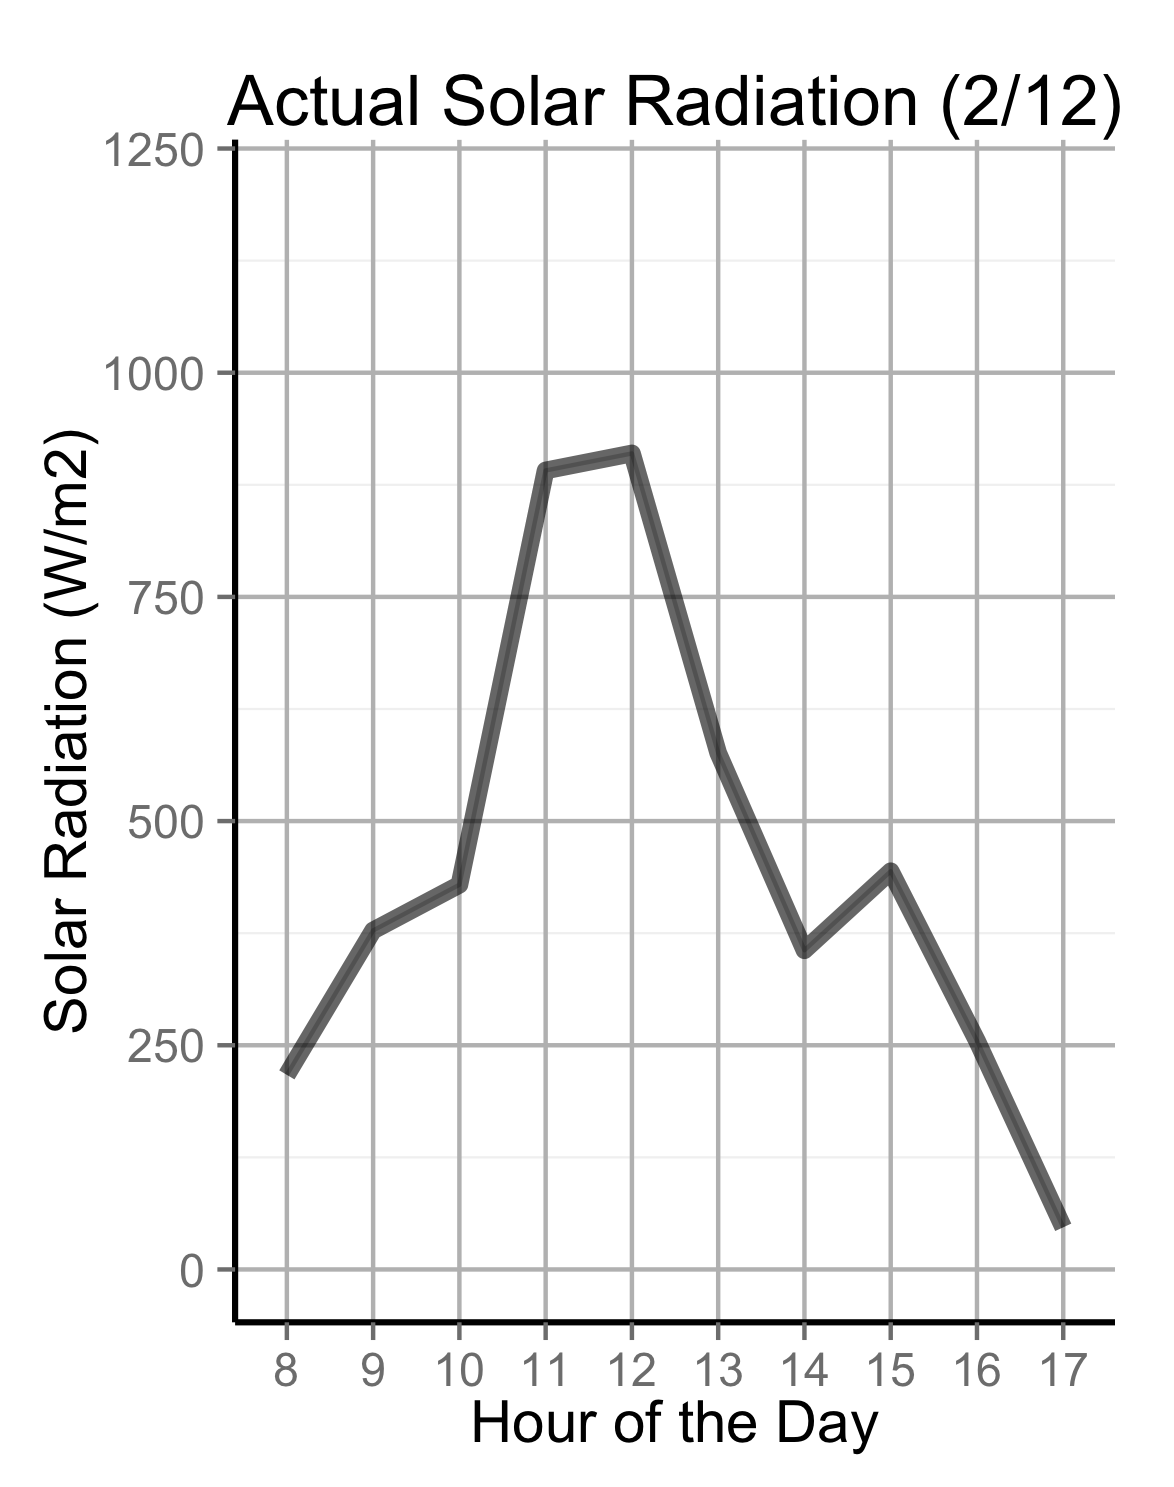 Actual Solar Radiation (2/12)
Solar Radiation (W/m2)
1250
1000
750
500
250
0
8 9 10 11 12 13 14 15 16 17
Hour of the Day